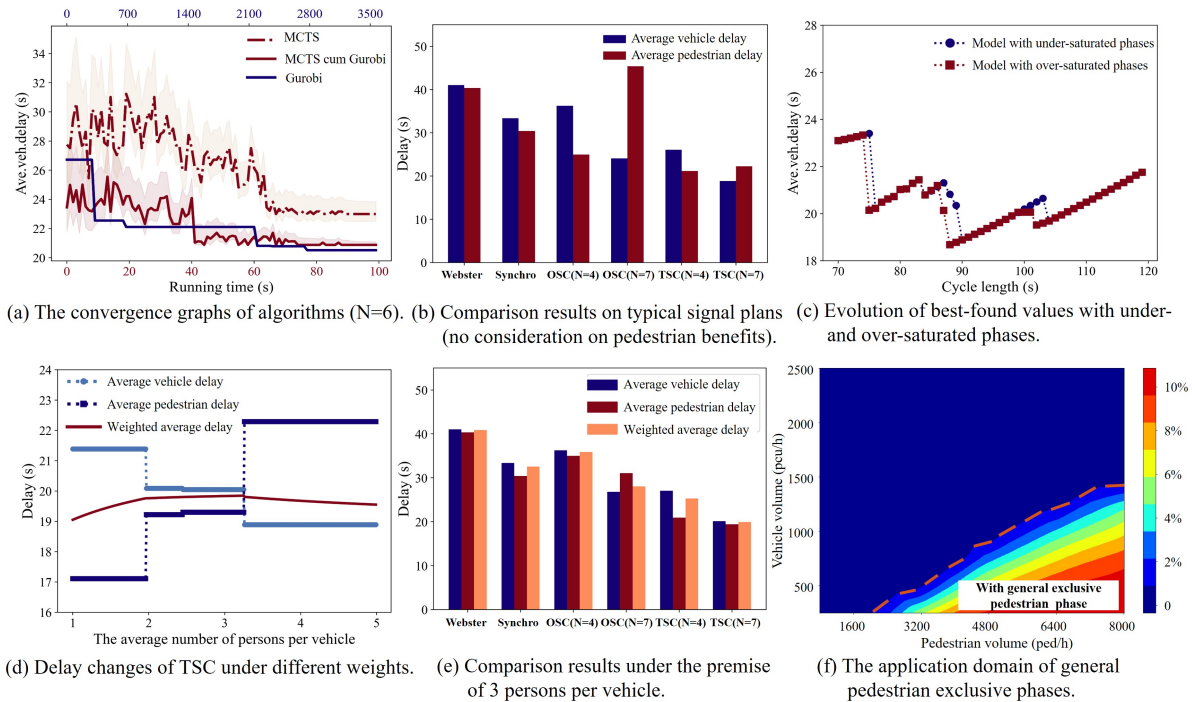 0 700 1400 2100 2800 3500
34
32
30
28
26
24
22
20
Ave.veh.delay (s)
MCTS
MCTS cum Gurobi
Gurobi
0 20 40 60 80 100
Running time (s)
(a) The convergence graphs of algorithms (N=6).
50
40
30
20
10
0
Delay (s)
Average vehicle delay
Average pedestrian delay
Webster Synchro OSC(N=4) OSC(N=7) TSC(N=4) TSC(N=7)
(b) Comparison results on typical signal plans
(no consideration on pedestrian benefits).
28
26
24
22
20
18
Ave.veh.delay (s)
Model with under-saturated phases
Model with over-saturated phases
70 80 90 100 110 120
Cycle length (s)
(c) Evolution of best-found values with under-
and over-saturated phases.
24
23
22
21
20
19
18
17
16
Delay (s)
Average vehicle delay
Average pedestrian delay
Weighted average delay
1 2 3 4 5
The average number of persons per vehicle
(d) Delay changes of TSC under different weights.
50
40
30
20
10
0
Delay (s)
Average vehicle delay
Average pedestrian delay
Weighted average delay
Webster Synchro OSC(N=4) OSC(N=7) TSC(N=4) TSC(N=7)
(e) Comparison results under the premise
of 3 persons per vehicle.
2500
2000
1500
1000
500
Vehicle volume (pcu/h)
With general exclusive
pedestrian phase
1600 3200 4800 6400 8000
Pedestrian volume (ped/h)
10%
8%
6%
4%
2%
0
(f) The application domain of general
pedestrian exclusive phases.